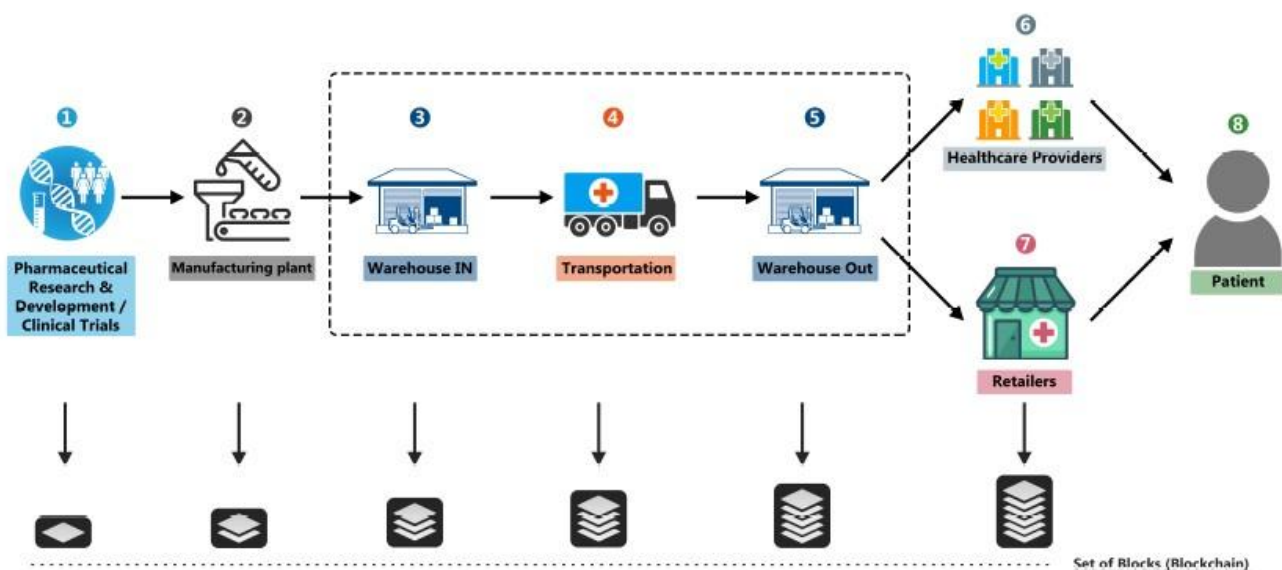 1
2
3
4
5
6
7
8
Pharmaceutical
Research &
Development /
Clinical Trials
Manufacturing plant
Warehouse IN
Transportation
Warehouse Out
Healthcare Providers
Retailers
Patient
Set of Blocks (Blockchain)